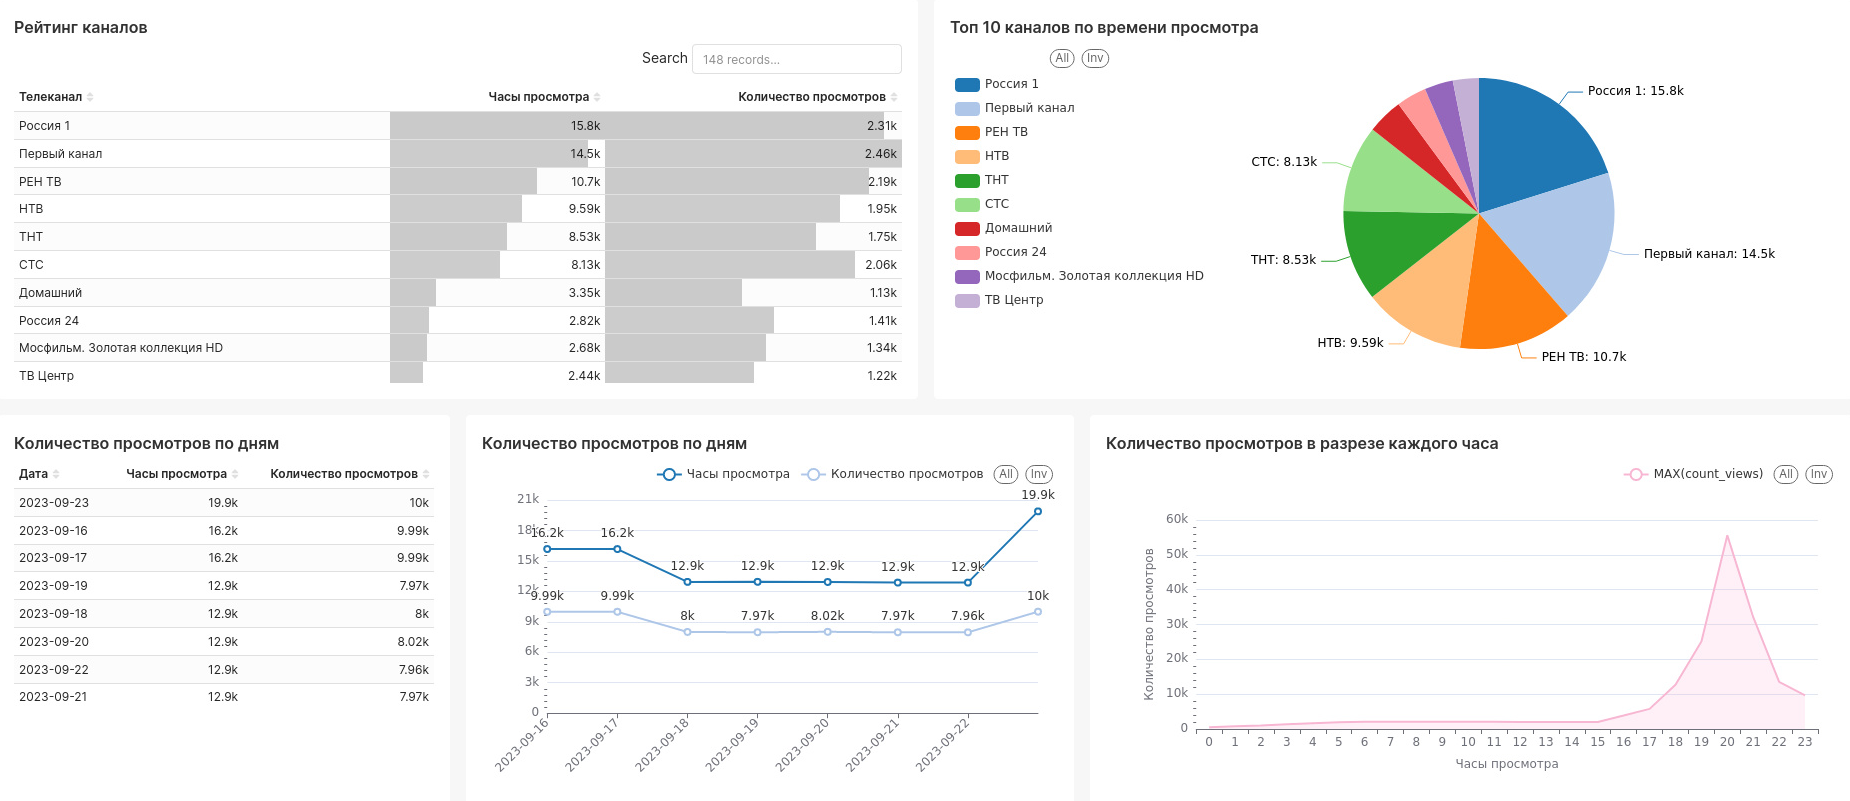 Рейтинг каналов
Search 148 records...
Телеканал Часы просмотра Количество просмотров
Россия 1 15.8k 2.31k
Первый канал 14.5k 2.46k
РЕН ТВ 10.7k 2.19k
НТВ 9.59k 1.95k
ТНТ 8.53k 1.75k
СТС 8.13k 2.06k
Домашний 3.35k 1.13k
Россия 24 2.82k 1.41k
Мосфильм. Золотая коллекция HD 2.68k 1.34k
ТВ Центр 2.44k 1.22k
Топ 10 каналов по времени просмотра
All Inv
Россия 1
Первый канал
РЕН ТВ
НТВ
ТНТ
СТС
Домашний
Россия 24
Мосфильм. Золотая коллекция HD
ТВ Центр
Россия 1: 15.8k
СТС: 8.13k
Первый канал: 14.5k
ТНТ: 8.53k
НТВ: 9.59k
РЕН ТВ: 10.7k
Количество просмотров по дням
Дата Часы просмотра Количество просмотров
2023-09-23 19.9k 10k
2023-09-16 16.2k 9.99k
2023-09-17 16.2k 9.99k
2023-09-19 12.9k 7.97k
2023-09-18 12.9k 8k
2023-09-20 12.9k 8.02k
2023-09-22 12.9k 7.96k
2023-09-21 12.9k 7.97k
Количество просмотров по дням
Часы просмотра Количество просмотров All Inv
21k
18k
15k
12k
9k
6k
3k
0
16.2k 16.2k 12.9k 12.9k 12.9k 12.9k 12.9k 19.9k
9.99k 9.99k 8k 7.97k 8.02k 7.97k 7.96k 10k
2023-09-16 2023-09-17 2023-09-18 2023-09-19 2023-09-20 2023-09-21 2023-09-22
Количество просмотров в разрезе каждого часа
MAX(count_views) All Inv
Количество просмотров
60k
50k
40k
30k
20k
10k
0
0 1 2 3 4 5 6 7 8 9 10 11 12 13 14 15 16 17 18 19 20 21 22 23
Часы просмотра